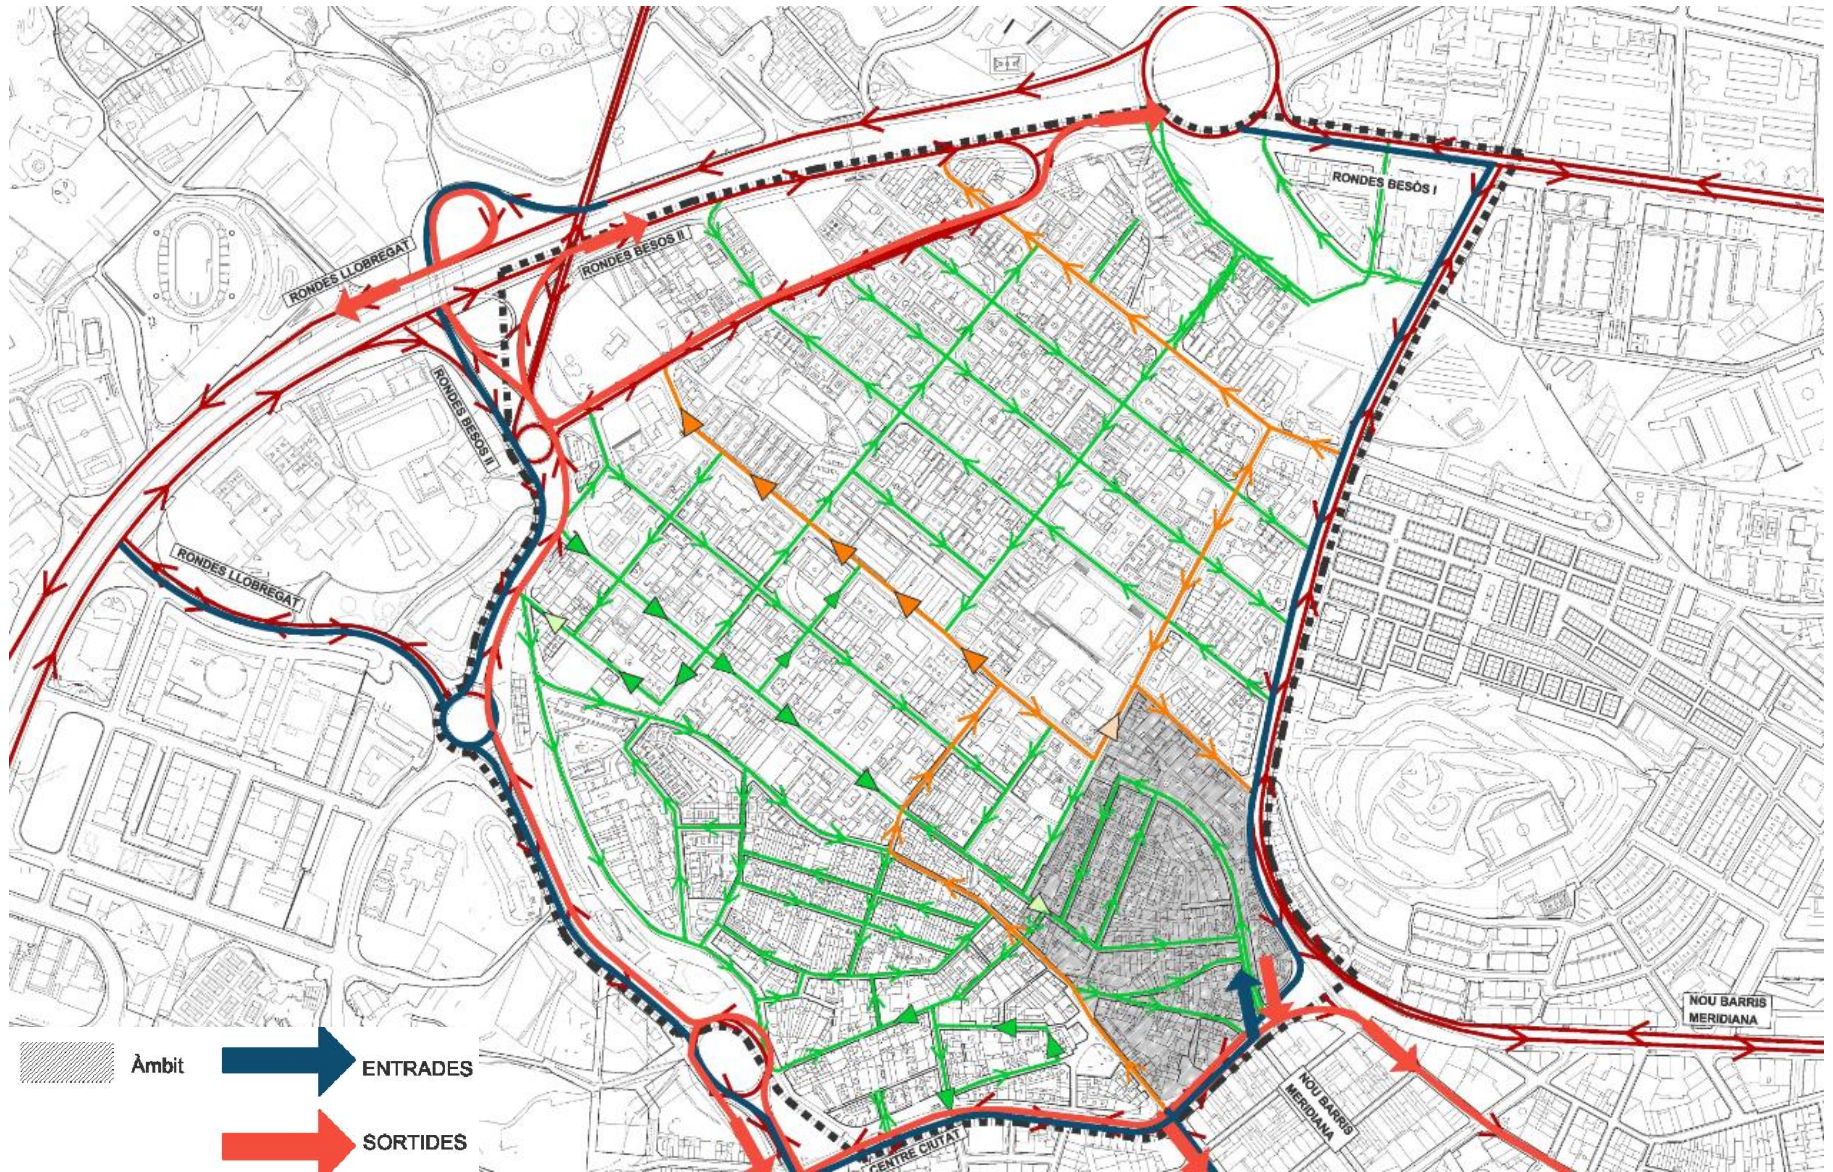 RONDES BESÒS I
RONDES LLOBREGAT
RONDES BESOS II
RONDES BESÒS II
RONDES LLOBREGAT
NOU BARRIS
MERIDIANA
NOU BARRIS
MERIDIANA
CENTRE CIUTAT
Àmbit
ENTRADES
SORTIDES